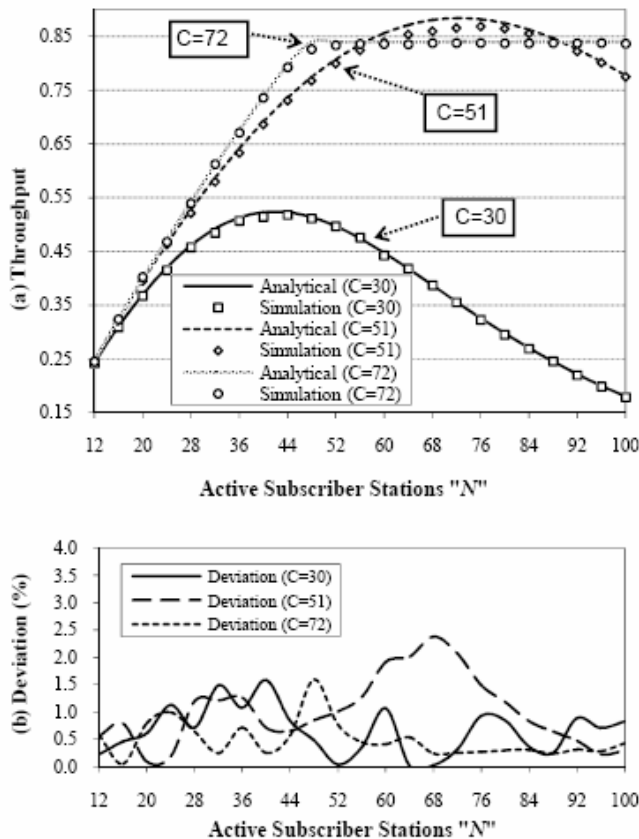 0.85
0.75
0.65
0.55
0.45
0.35
0.25
0.15
(a) Throughput
C=72
C=51
C=30
Analytical (C=30)
Simulation (C=30)
Analytical (C=51)
Simulation (C=51)
Analytical (C=72)
Simulation (C=72)
12 20 28 36 44 52 60 68 76 84 92 100
Active Subscriber Stations "N"
4.0
3.5
3.0
2.5
2.0
1.5
1.0
0.5
0.0
(b) Deviation (%)
Deviation (C=30)
Deviation (C=51)
Deviation (C=72)
12 20 28 36 44 52 60 68 76 84 92 100
Active Subscriber Stations "N"